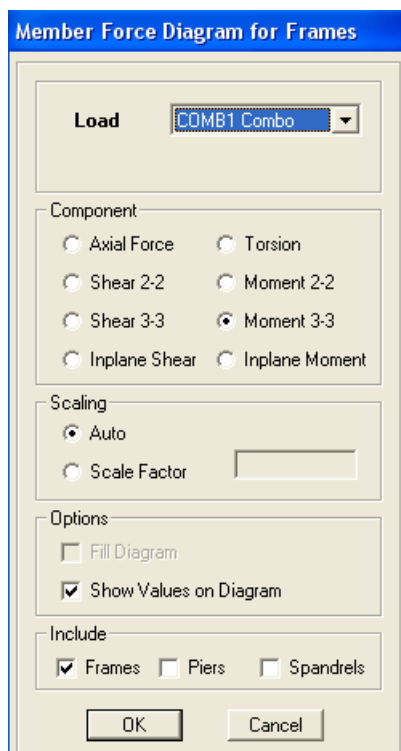 Member Force Diagram for Frames
Load COMB1 Combo
Component
Axial Force Torsion
Shear 2-2 Moment 2-2
Shear 3-3 Moment 3-3
Inplane Shear Inplane Moment
Scaling
Auto
Scale Factor
Options
Fill Diagram
Show Values on Diagram
Include
Frames Piers Spandrels
OK Cancel